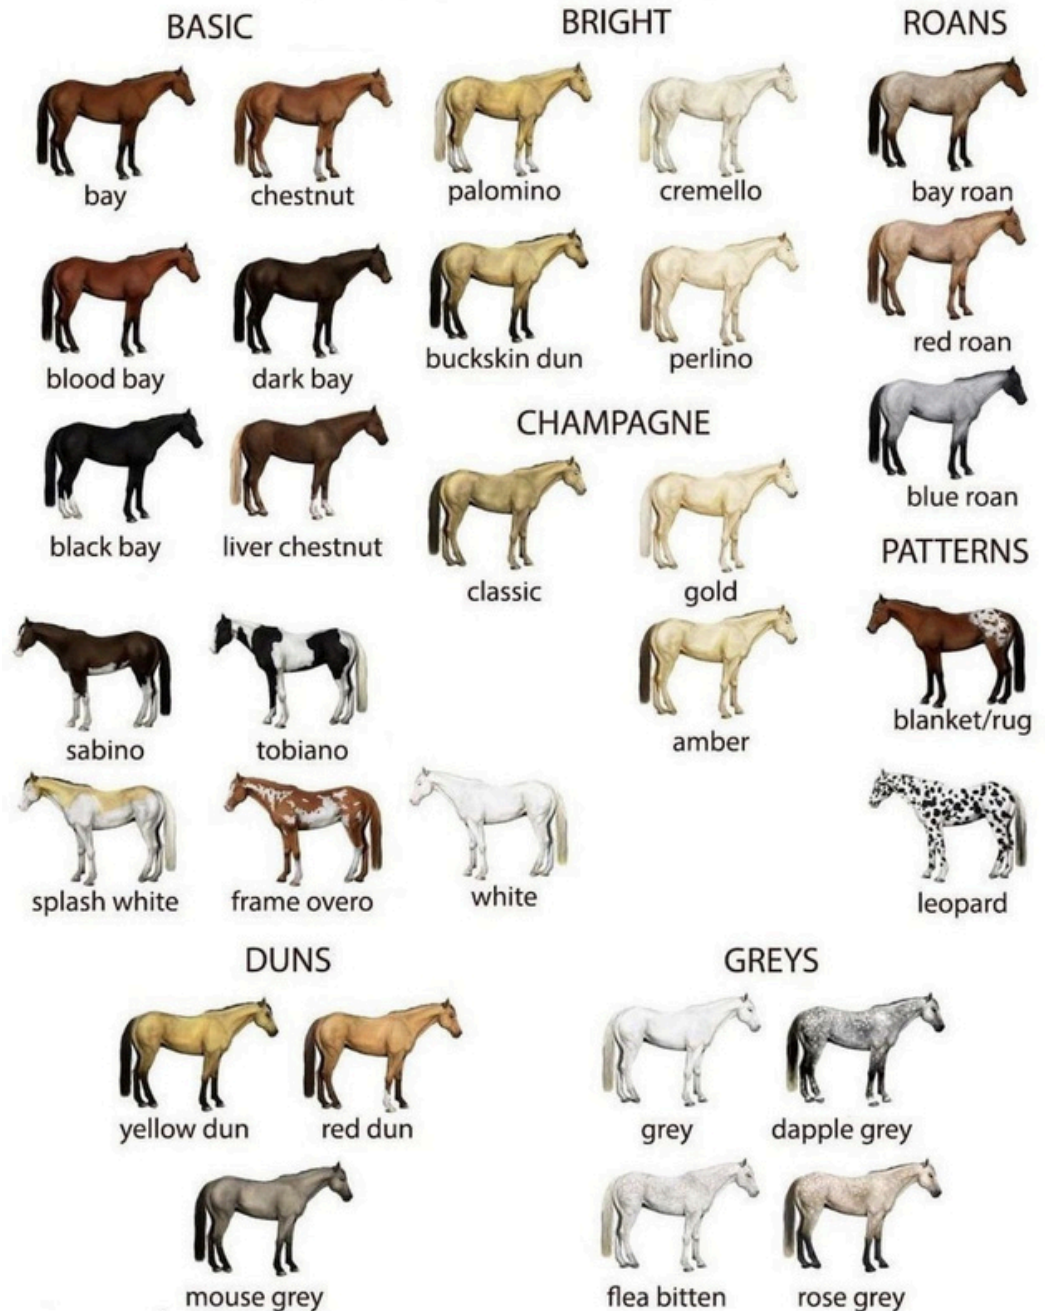 BASIC
BRIGHT
ROANS
bay
chestnut
palomino
cremello
bay roan
blood bay
dark bay
buckskin dun
perlino
red roan
CHAMPAGNE
black bay
liver chestnut
classic
gold
blue roan
PATTERNS
sabino
tobiano
amber
blanket/rug
splash white
frame overo
white
leopard
DUNS
GREYS
yellow dun
red dun
grey
dapple grey
mouse grey
flea bitten
rose grey